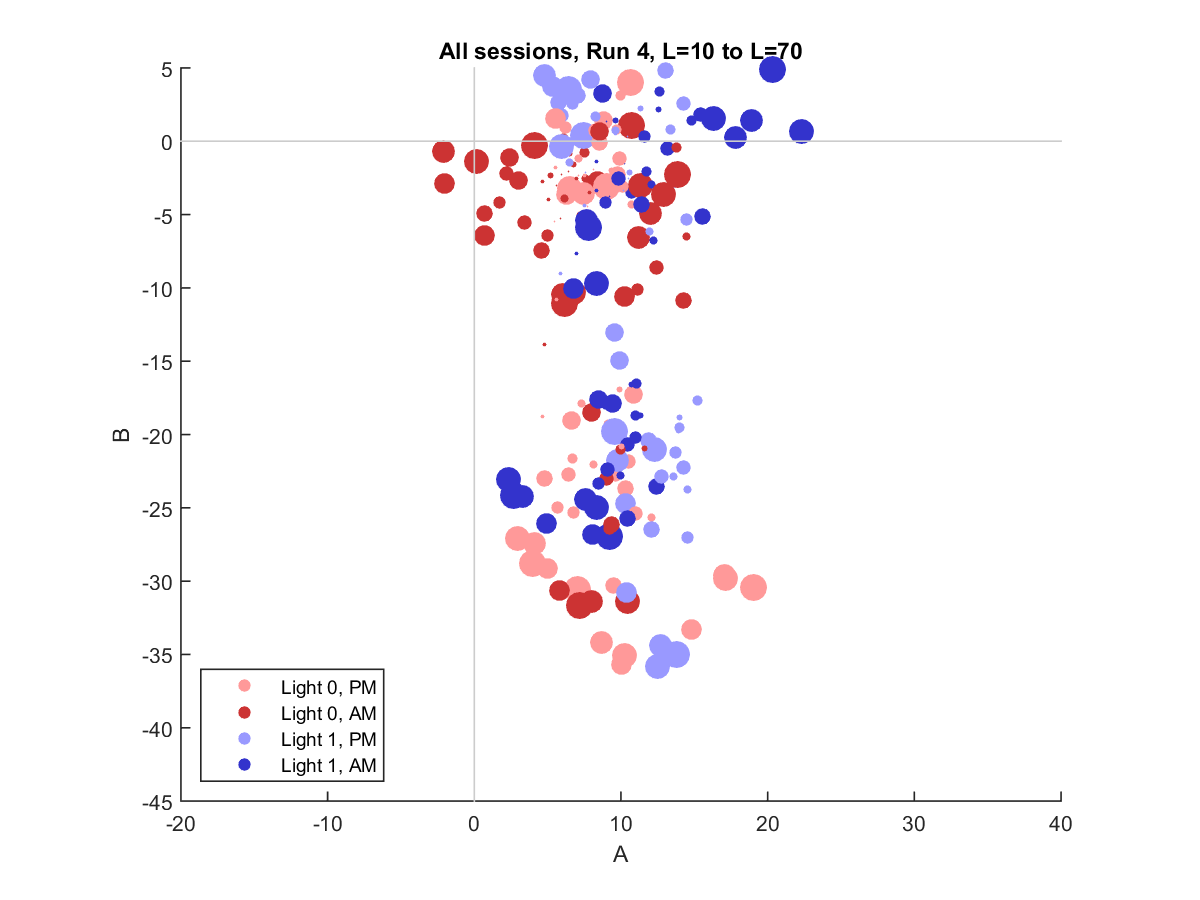 All sessions, Run 4, L=10 to L=70
5
0
-5
-10
-15
-20
-25
-30
-35
-40
-45
B
Light 0, PM
Light 0, AM
Light 1, PM
Light 1, AM
-20 -10 0 10 20 30 40
A